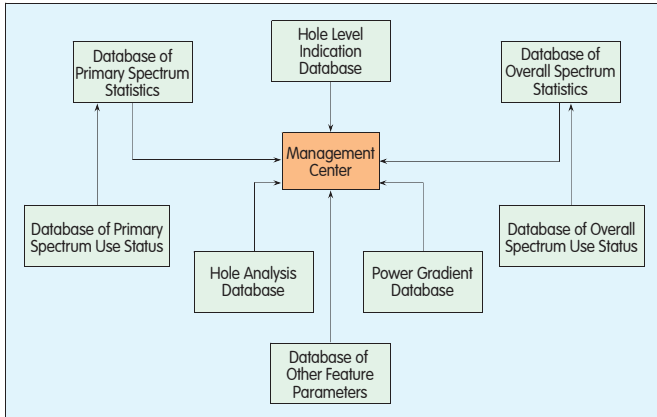 Database of
Primary Spectrum
Statistics
Hole Level
Indication
Database
Database of
Overall Spectrum
Statistics
Management
Center
Database of Primary
Spectrum Use Status
Database of Overall
Spectrum Use Status
Hole Analysis
Database
Power Gradient
Database
Database of
Other Feature
Parameters